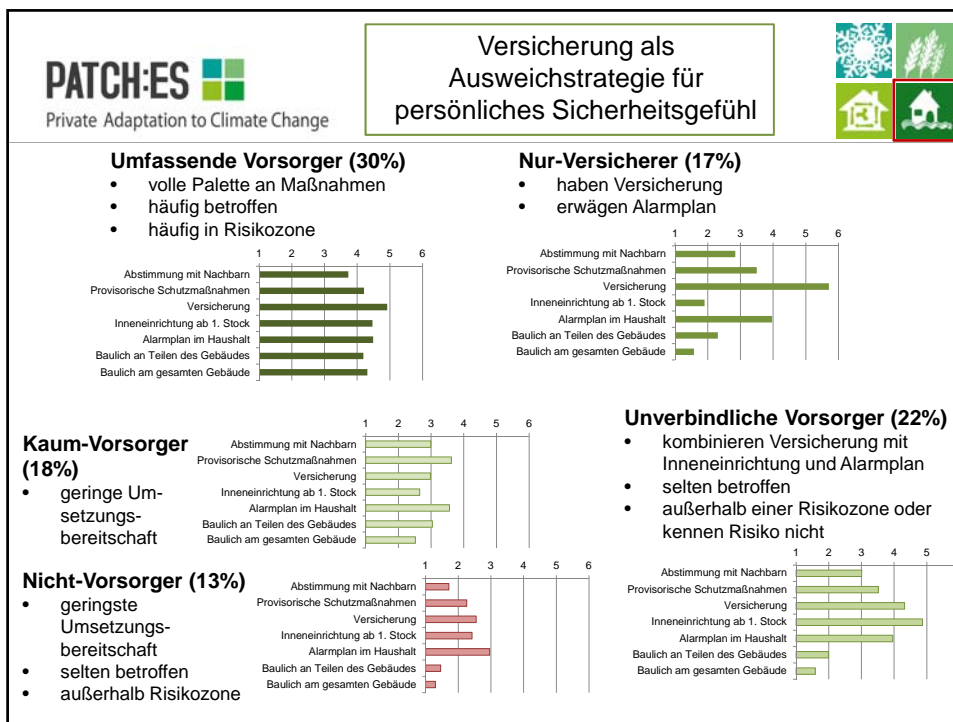 PATCH:ES
Private Adaptation to Climate Change
Versicherung als
Ausweichstrategie für
persönliches Sicherheitsgefühl
Umfassende Vorsorger (30%)
• volle Palette an Maßnahmen
• häufig betroffen
• häufig in Risikozone
1 2 3 4 5 6
Abstimmung mit Nachbarn
Provisorische Schutzmaßnahmen
Versicherung
Inneneinrichtung ab 1. Stock
Alarmplan im Haushalt
Baulich an Teilen des Gebäudes
Baulich am gesamten Gebäude
Nur-Versicherer (17%)
• haben Versicherung
• erwägen Alarmplan
1 2 3 4 5 6
Abstimmung mit Nachbarn
Provisorische Schutzmaßnahmen
Versicherung
Inneneinrichtung ab 1. Stock
Alarmplan im Haushalt
Baulich an Teilen des Gebäudes
Baulich am gesamten Gebäude
Kaum-Vorsorger
(18%)
• geringe Um-
setzungs-
bereitschaft
1 2 3 4 5 6
Abstimmung mit Nachbarn
Provisorische Schutzmaßnahmen
Versicherung
Inneneinrichtung ab 1. Stock
Alarmplan im Haushalt
Baulich an Teilen des Gebäudes
Baulich am gesamten Gebäude
Unverbindliche Vorsorger (22%)
• kombinieren Versicherung mit
Inneneinrichtung und Alarmplan
• selten betroffen
• außerhalb einer Risikozone oder
kennen Risiko nicht
1 2 3 4 5
Abstimmung mit Nachbarn
Provisorische Schutzmaßnahmen
Versicherung
Inneneinrichtung ab 1. Stock
Alarmplan im Haushalt
Baulich an Teilen des Gebäudes
Baulich am gesamten Gebäude
Nicht-Vorsorger (13%)
• geringste
Umsetzungs-
bereitschaft
• selten betroffen
• außerhalb Risikozone
1 2 3 4 5 6
Abstimmung mit Nachbarn
Provisorische Schutzmaßnahmen
Versicherung
Inneneinrichtung ab 1. Stock
Alarmplan im Haushalt
Baulich an Teilen des Gebäudes
Baulich am gesamten Gebäude